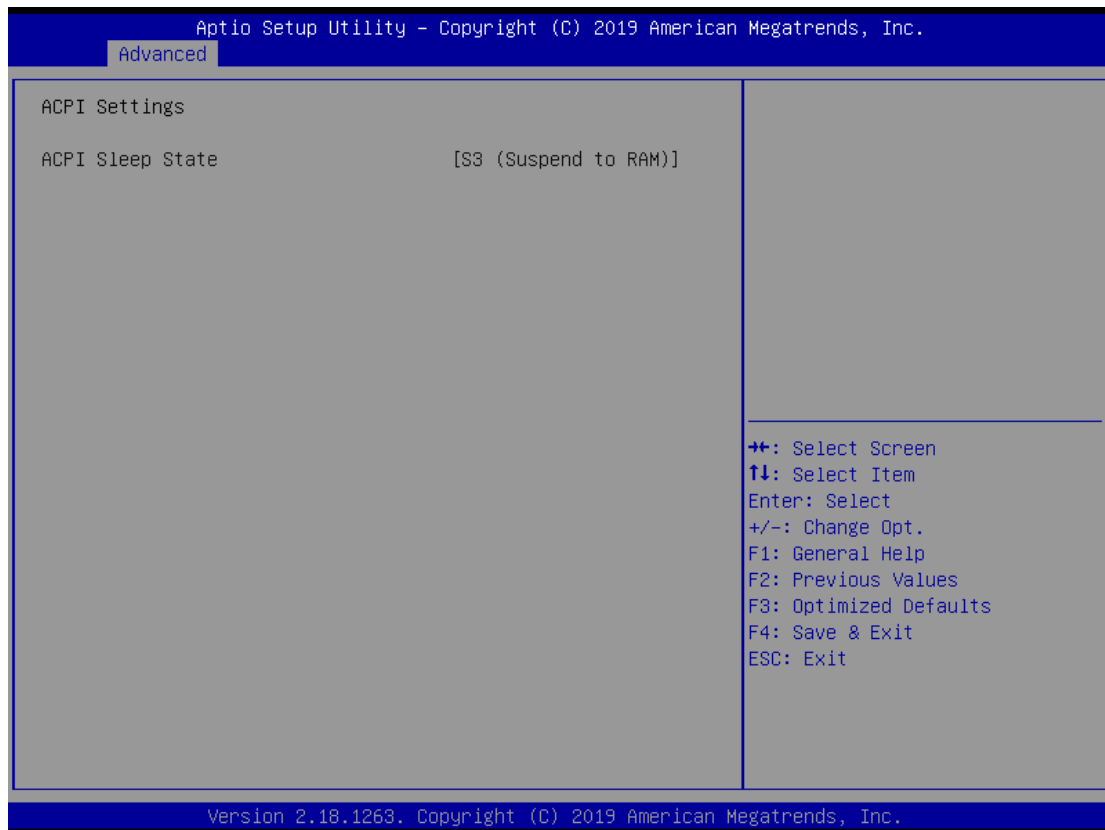 Aptio Setup Utility – Copyright (C) 2019 American Megatrends, Inc.
Advanced
ACPI Settings
ACPI Sleep State [S3 (Suspend to RAM)]
→←: Select Screen
↑↓: Select Item
Enter: Select
+/-: Change Opt.
F1: General Help
F2: Previous Values
F3: Optimized Defaults
F4: Save & Exit
ESC: Exit
Version 2.18.1263. Copyright (C) 2019 American Megatrends, Inc.